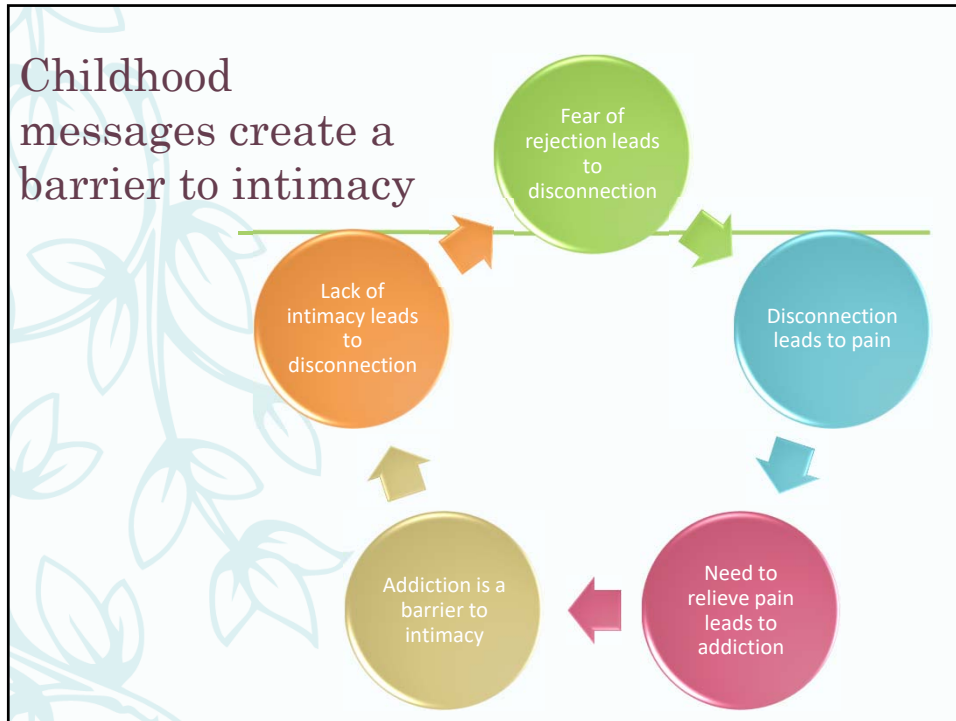 Childhood
messages create a
barrier to intimacy
Fear of
rejection leads
to
disconnection
Disconnection
leads to pain
Need to
relieve pain
leads to
addiction
Addiction is a
barrier to
intimacy
Lack of
intimacy leads
to
disconnection